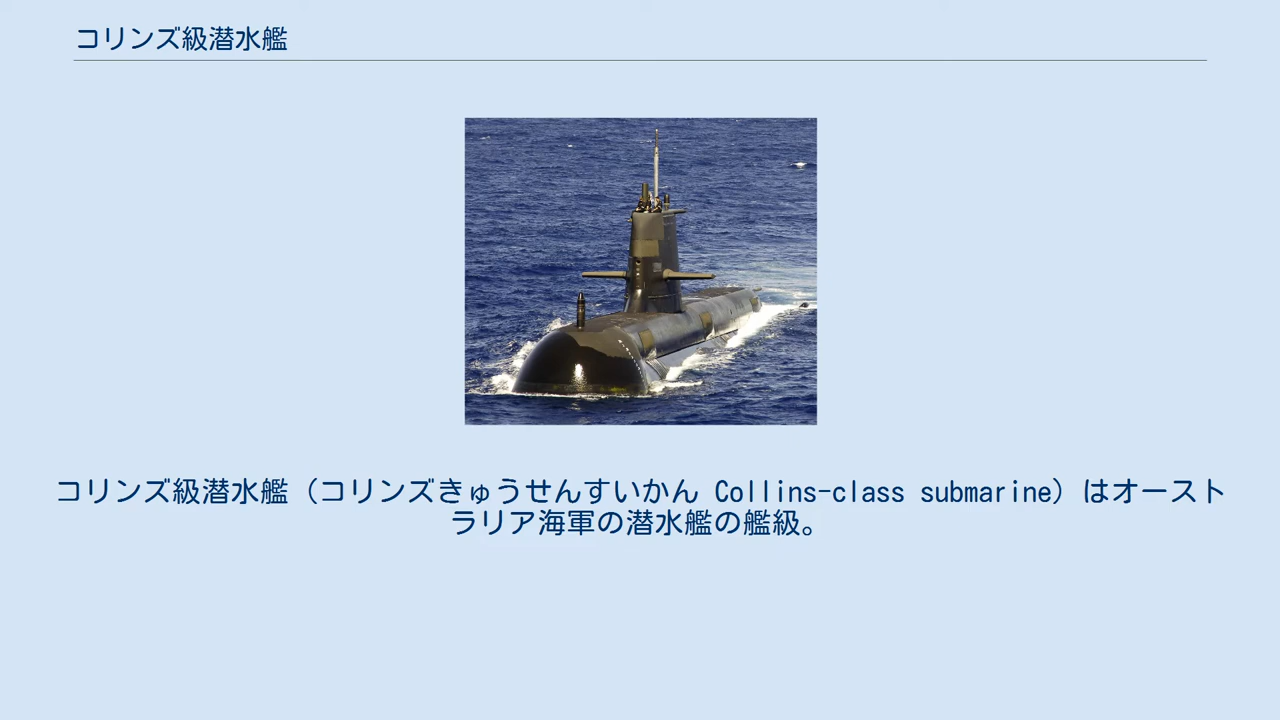 コリンズ級潜水艦
コリンズ級潜水艦（コリンズきゅうせんすいかん Collins-class submarine）はオースト
ラリア海軍の潜水艦の艦級。